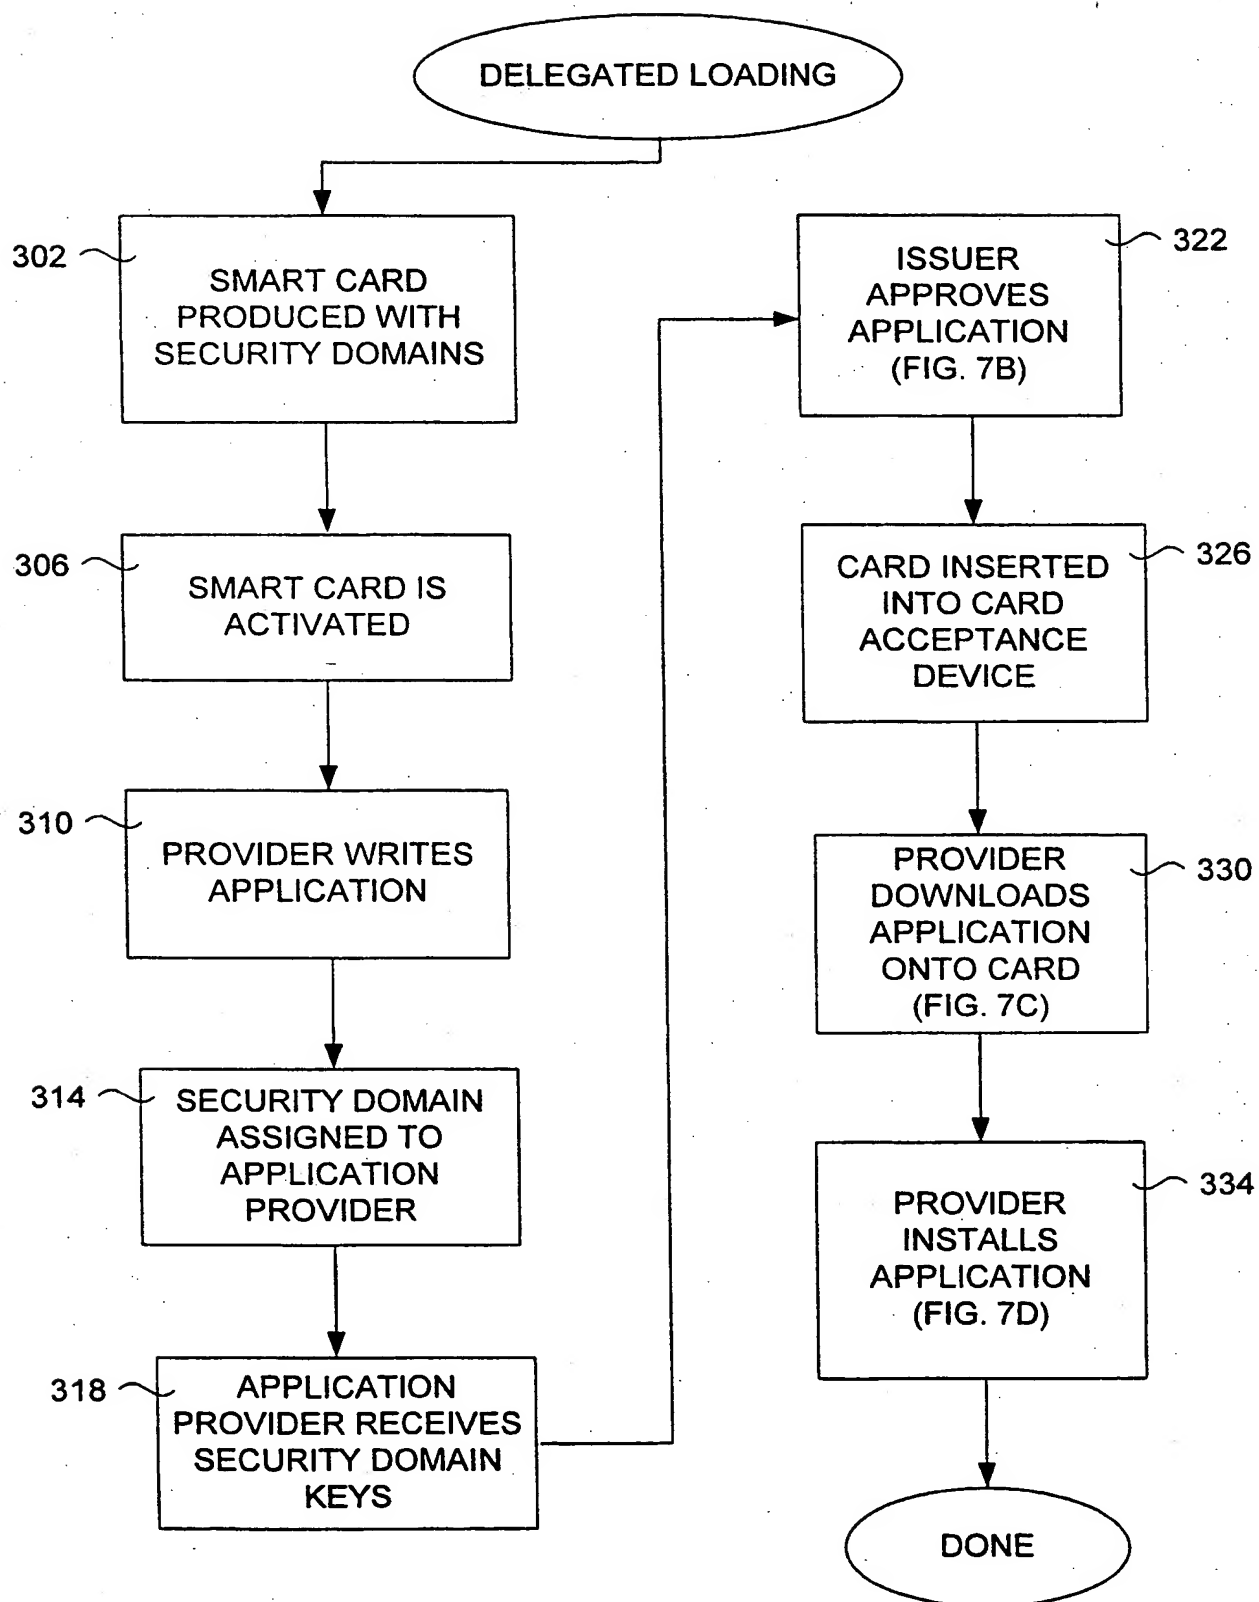 DELEGATED LOADING
302
SMART CARD
PRODUCED WITH
SECURITY DOMAINS
306
SMART CARD IS
ACTIVATED
310
PROVIDER WRITES
APPLICATION
314
SECURITY DOMAIN
ASSIGNED TO
APPLICATION
PROVIDER
318
APPLICATION
PROVIDER RECEIVES
SECURITY DOMAIN
KEYS
322
ISSUER
APPROVES
APPLICATION
(FIG. 7B)
326
CARD INSERTED
INTO CARD
ACCEPTANCE
DEVICE
330
PROVIDER
DOWNLOADS
APPLICATION
ONTO CARD
(FIG. 7C)
334
PROVIDER
INSTALLS
APPLICATION
(FIG. 7D)
DONE